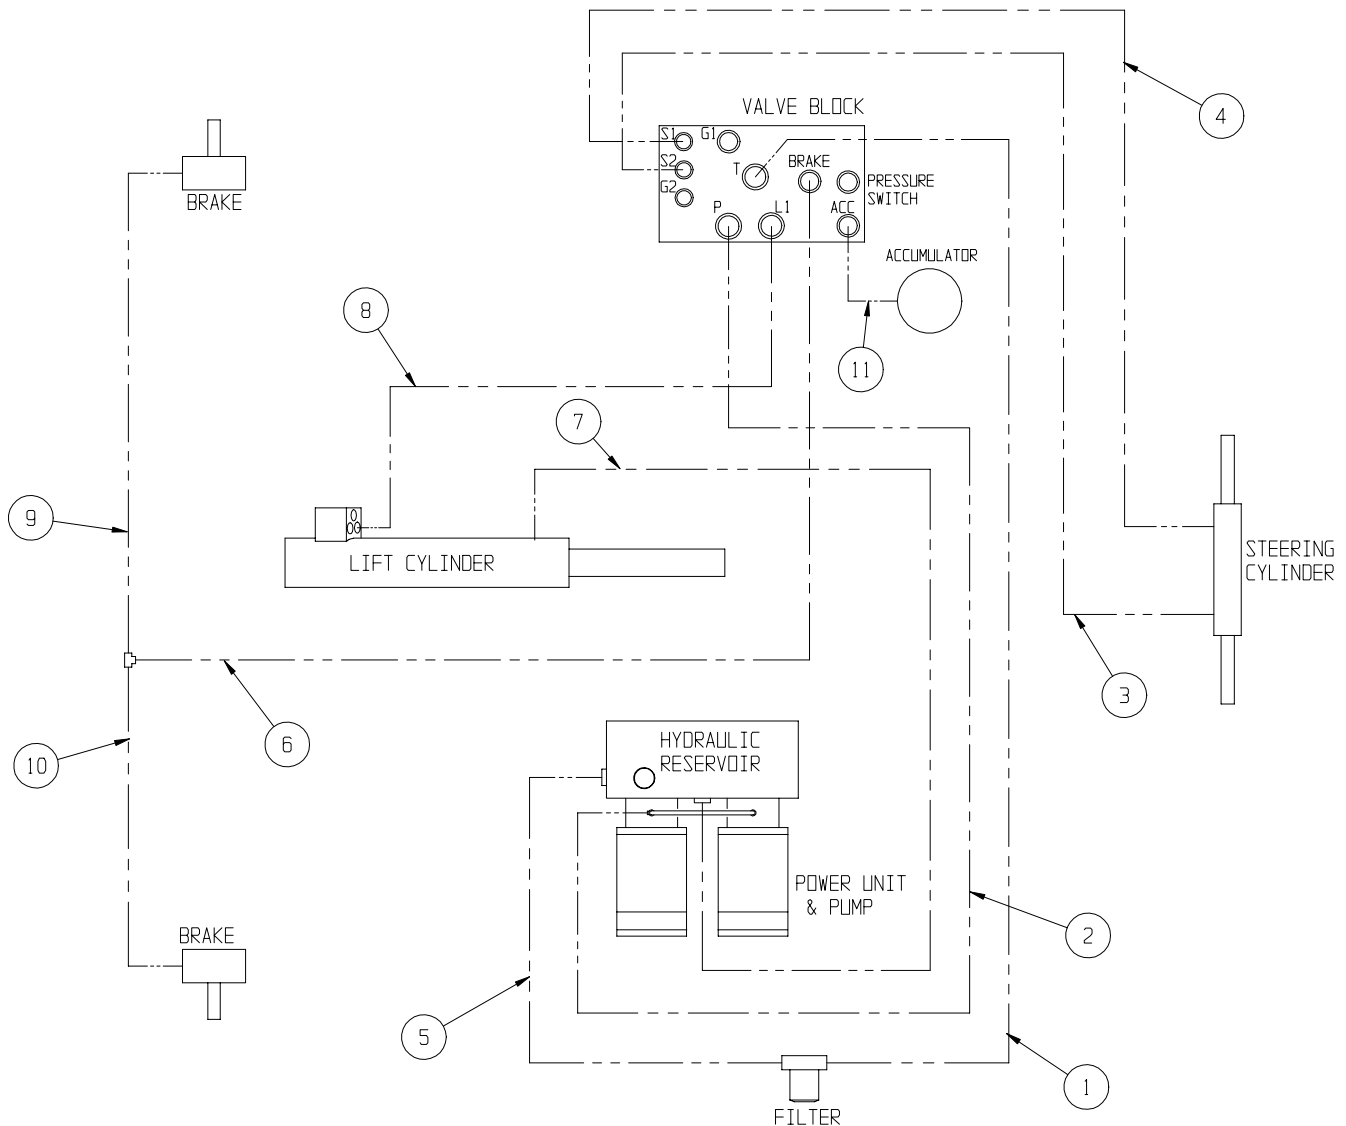 4
VALVE BLOCK
S1
G1
S2
T
BRAKE
G2
PRESSURE
SWITCH
P
L1
ACC
BRAKE
ACCUMULATOR
8
11
7
9
LIFT CYLINDER
STEERING
CYLINDER
3
6
10
HYDRAULIC
RESERVOIR
POWER UNIT
& PUMP
2
BRAKE
5
1
FILTER